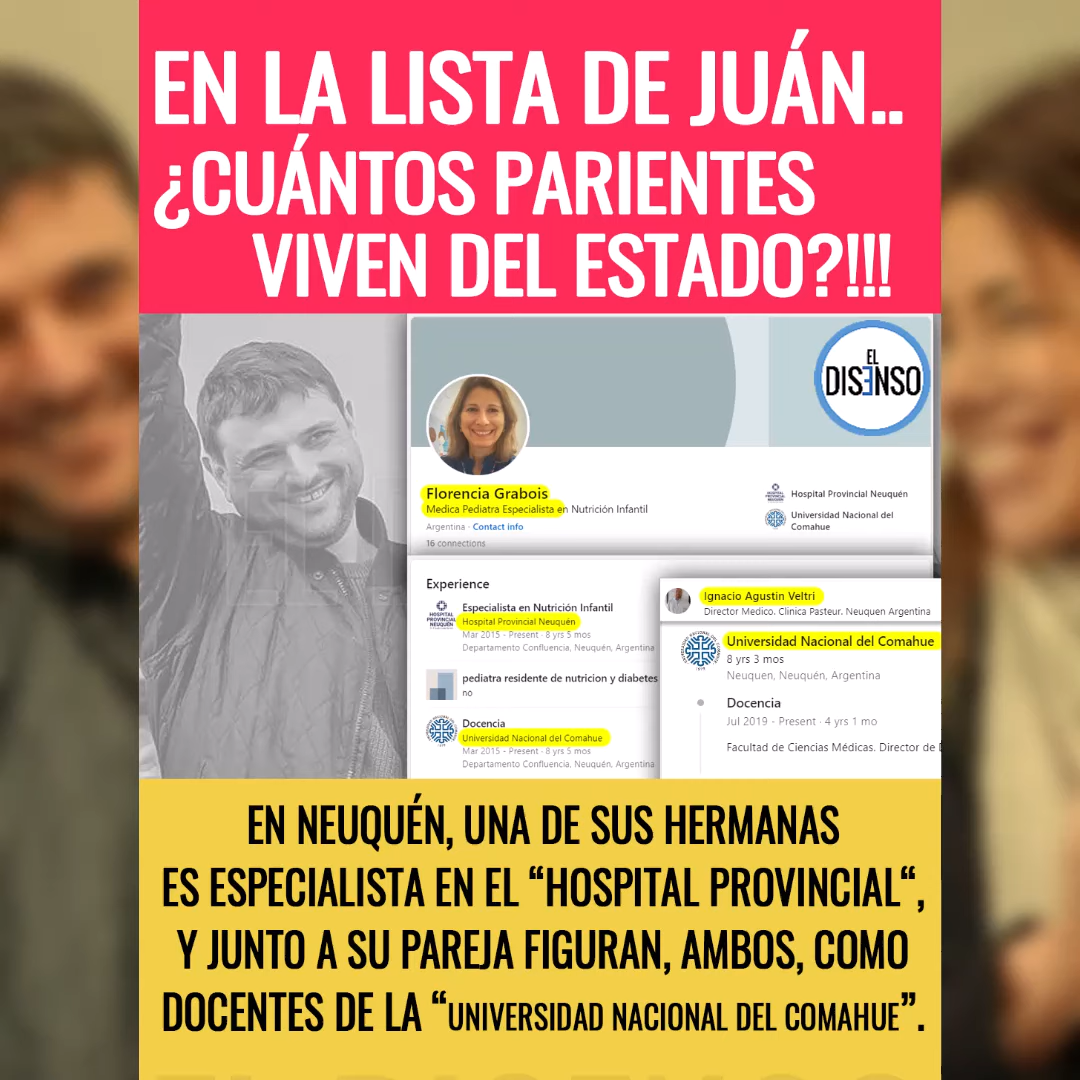 EN LA LISTA DE JUÁN..
¿CUÁNTOS PARIENTES
VIVEN DEL ESTADO?!!!
EL
DISENSO
Florencia Grabois
Medica Pediatra Especialista en Nutrición Infantil
Argentina · Contact info
16 connections
HOSPITAL PROVINCIAL NEUQUÉN
Hospital Provincial Neuquén
Universidad Nacional del
Comahue
Experience
HOSPITAL
PROVINCIAL
NEUQUÉN
Especialista en Nutrición Infantil
Hospital Provincial Neuquén
Mar 2015 - Present · 8 yrs 5 mos
Departamento Confluencia, Neuquén, Argentina
pediatra residente de nutricion y diabetes
no
Docencia
Universidad Nacional del Comahue
Mar 2015 - Present · 8 yrs 5 mos
Departamento Confluencia, Neuquén, Argentina
Ignacio Agustin Veltri
Director Medico. Clinica Pasteur. Neuquen Argentina
Universidad Nacional del Comahue
8 yrs 3 mos
Neuquen, Neuquén, Argentina
Docencia
Jul 2019 - Present · 4 yrs 1 mo
Facultad de Ciencias Médicas. Director de
EN NEUQUÉN, UNA DE SUS HERMANAS
ES ESPECIALISTA EN EL “HOSPITAL PROVINCIAL“,
Y JUNTO A SU PAREJA FIGURAN, AMBOS, COMO
DOCENTES DE LA “UNIVERSIDAD NACIONAL DEL COMAHUE”.